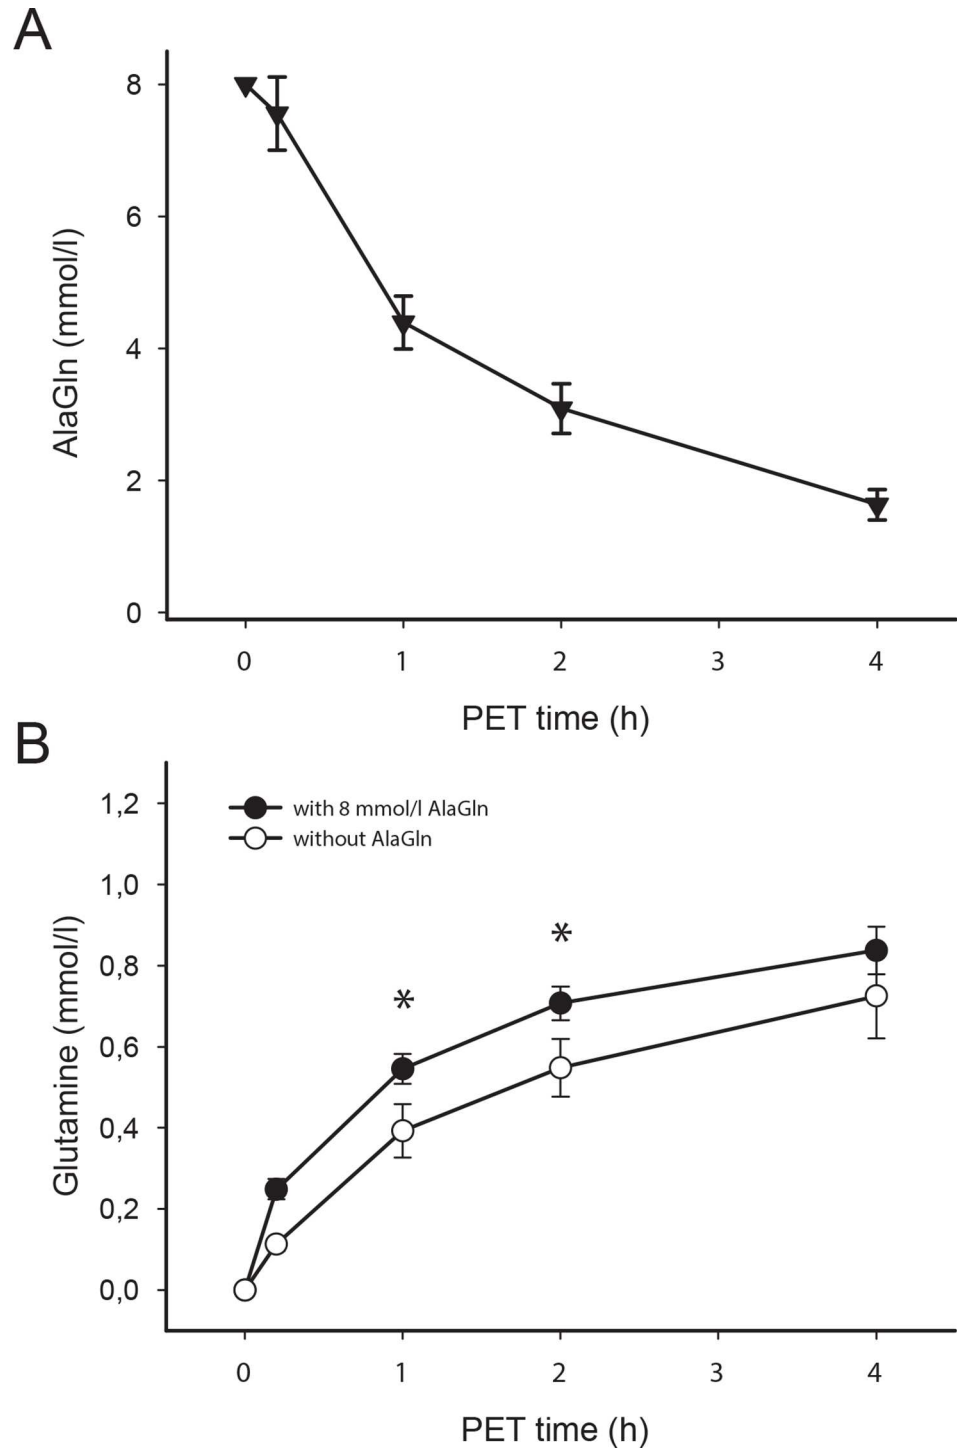 A
AlaGln (mmol/l)
8
6
4
2
0
0 1 2 3 4
PET time (h)
B
Glutamine (mmol/l)
1,2
1,0
0,8
0,6
0,4
0,2
0,0
with 8 mmol/l AlaGln
without AlaGln
*
*
0 1 2 3 4
PET time (h)